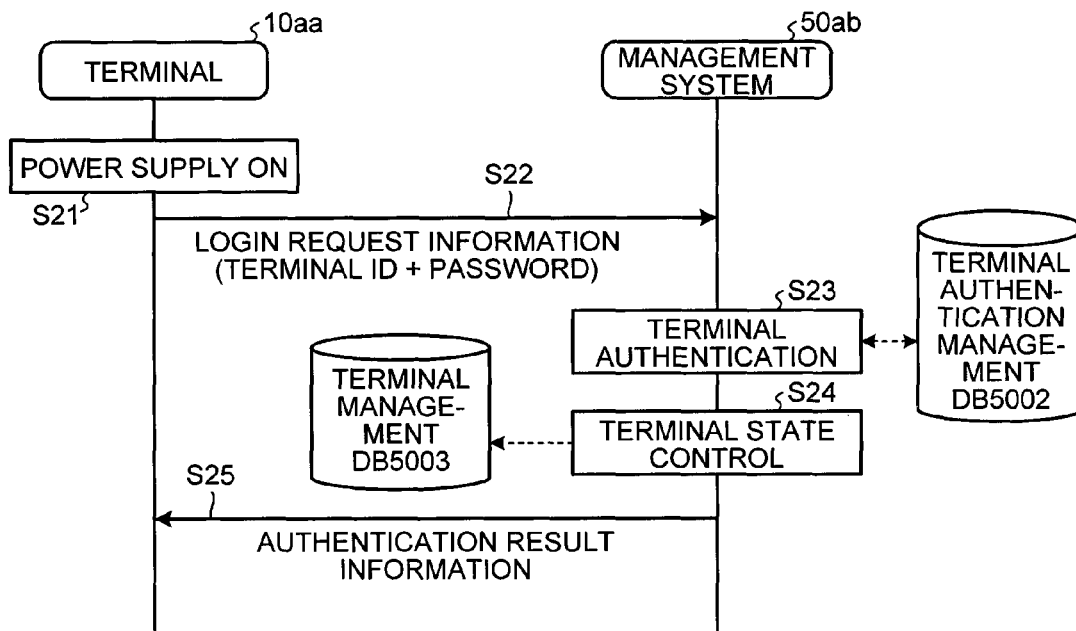 10aa
50ab
TERMINAL
MANAGEMENT
SYSTEM
POWER SUPPLY ON
S21
S22
LOGIN REQUEST INFORMATION
(TERMINAL ID + PASSWORD)
S23
TERMINAL
AUTHENTICATION
TERMINAL
AUTHEN-
TICATION
MANAGE-
MENT
DB5002
S24
TERMINAL STATE
CONTROL
TERMINAL
MANAGE-
MENT
DB5003
S25
AUTHENTICATION RESULT
INFORMATION